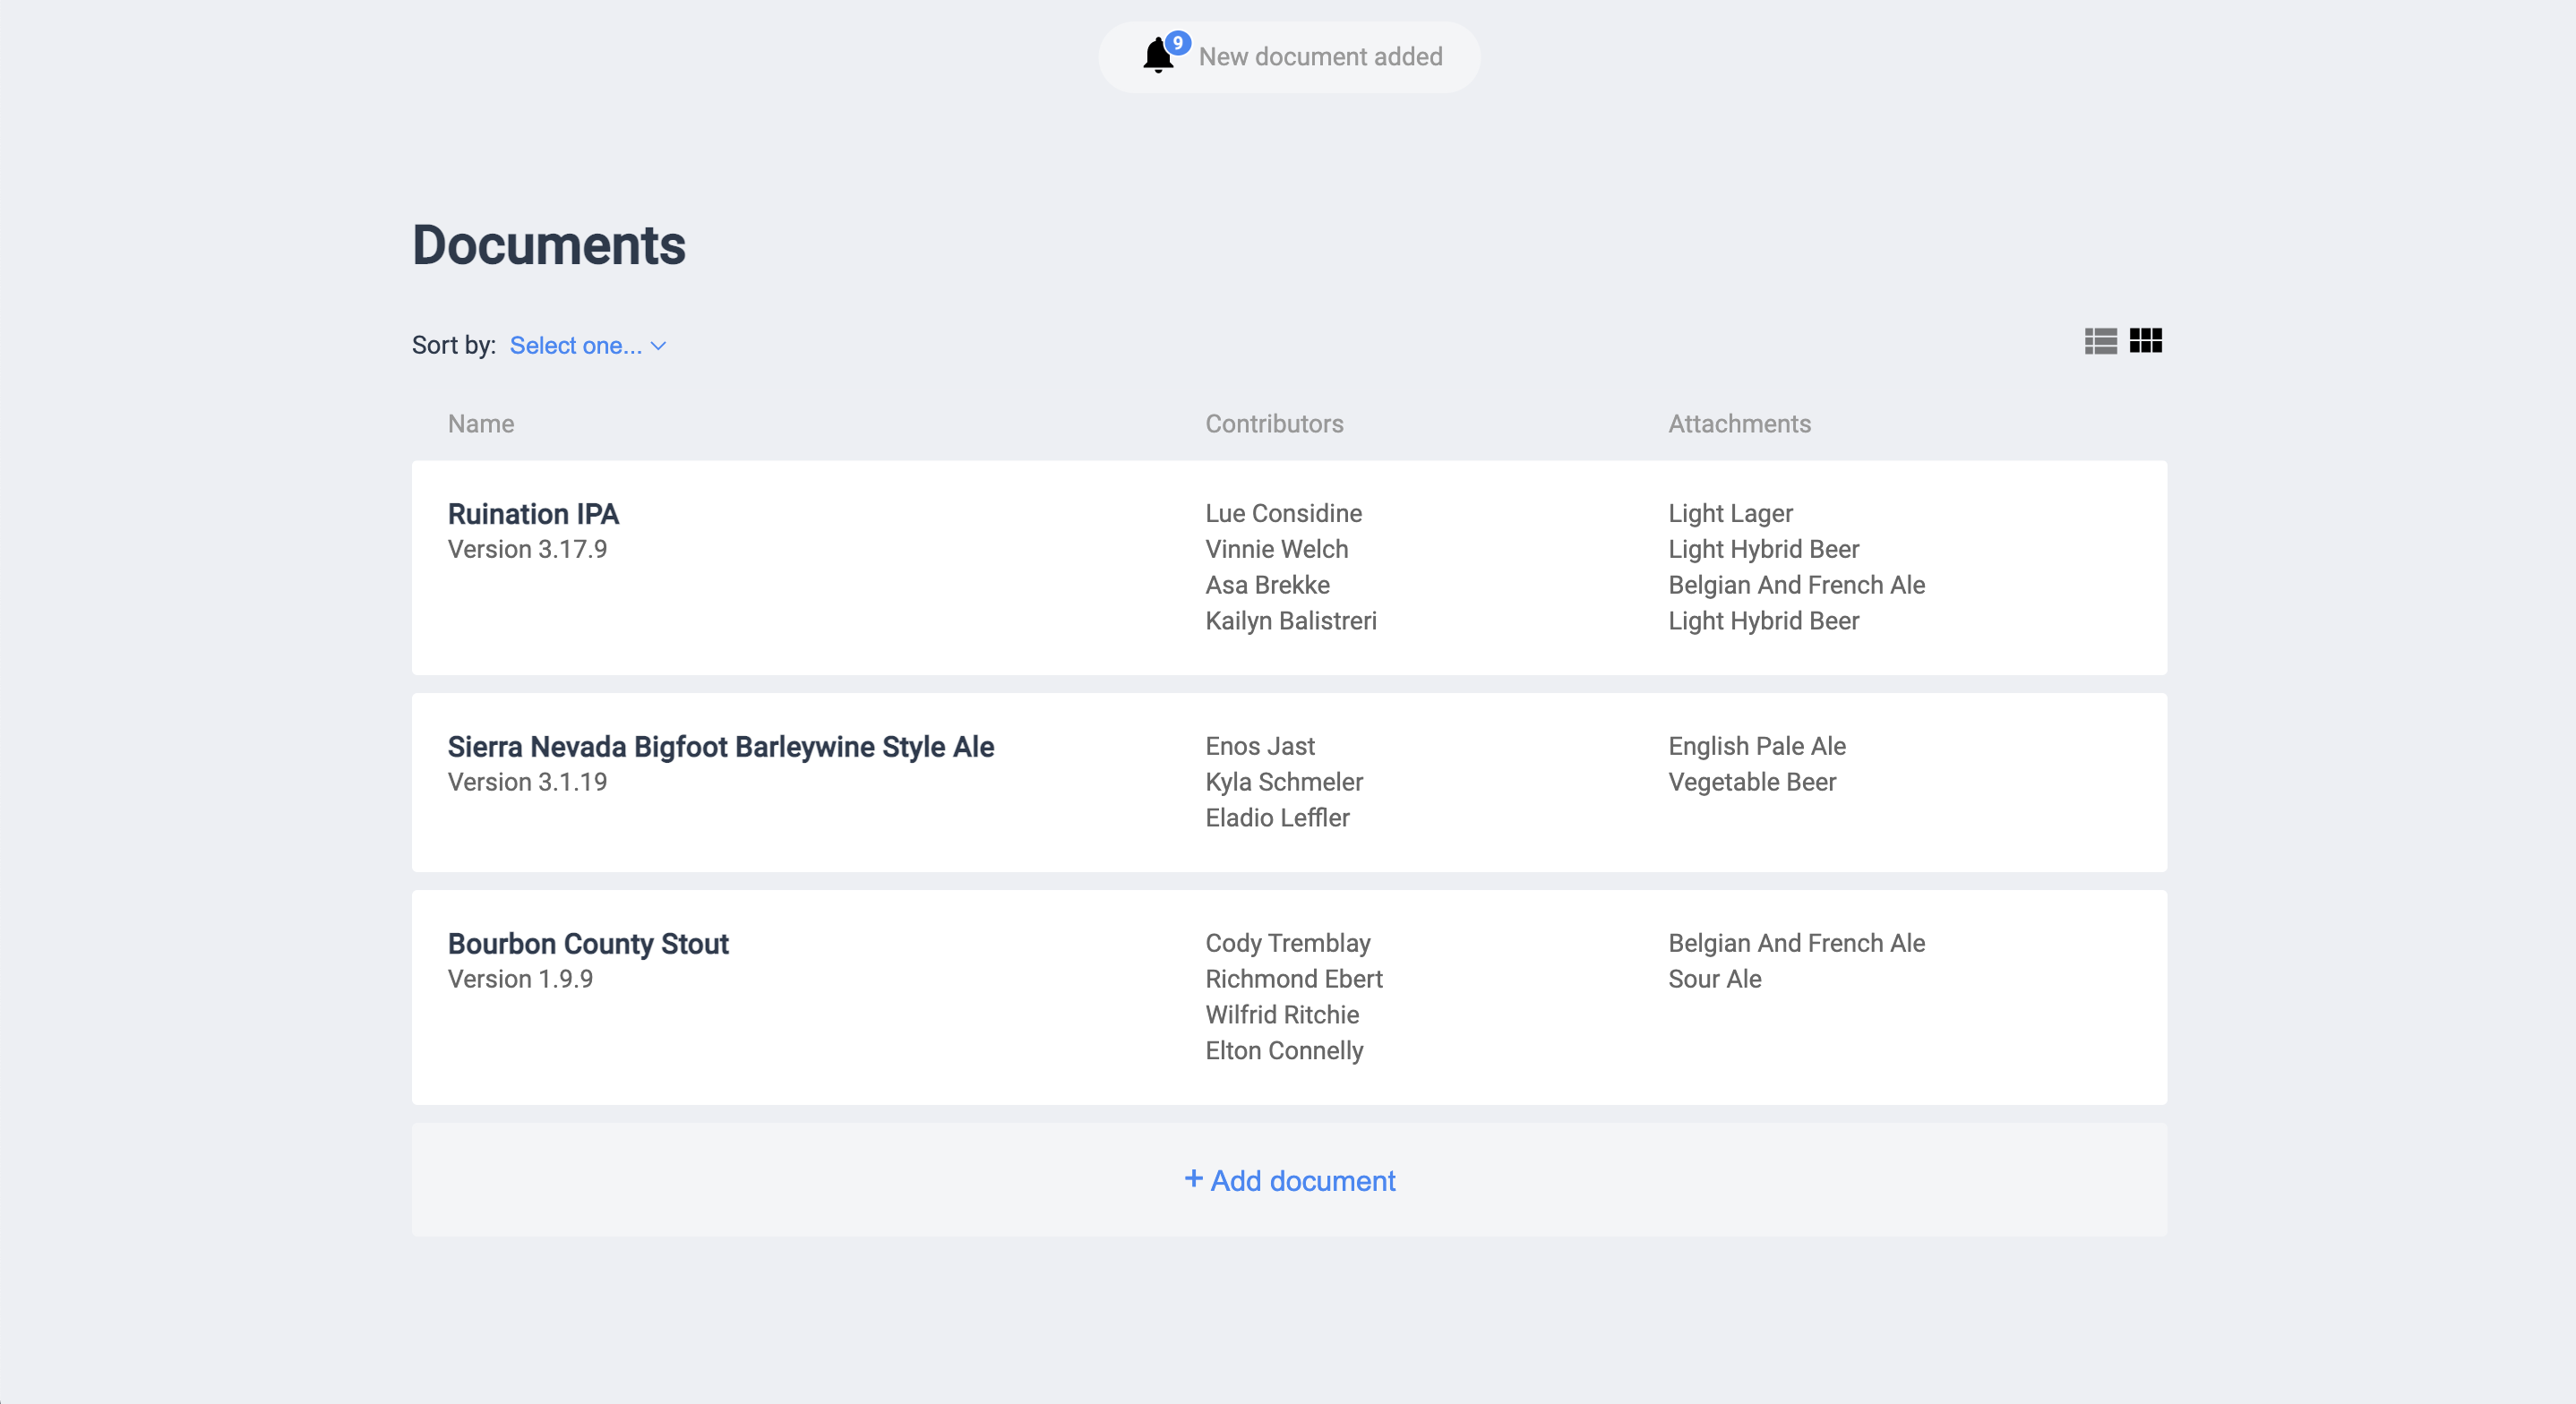 9
New document added
Documents
Sort by: Select one...
Name Contributors Attachments
Ruination IPA
Version 3.17.9
Lue Considine
Vinnie Welch
Asa Brekke
Kailyn Balistreri
Light Lager
Light Hybrid Beer
Belgian And French Ale
Light Hybrid Beer
Sierra Nevada Bigfoot Barleywine Style Ale
Version 3.1.19
Enos Jast
Kyla Schmeler
Eladio Leffler
English Pale Ale
Vegetable Beer
Bourbon County Stout
Version 1.9.9
Cody Tremblay
Richmond Ebert
Wilfrid Ritchie
Elton Connelly
Belgian And French Ale
Sour Ale
+ Add document